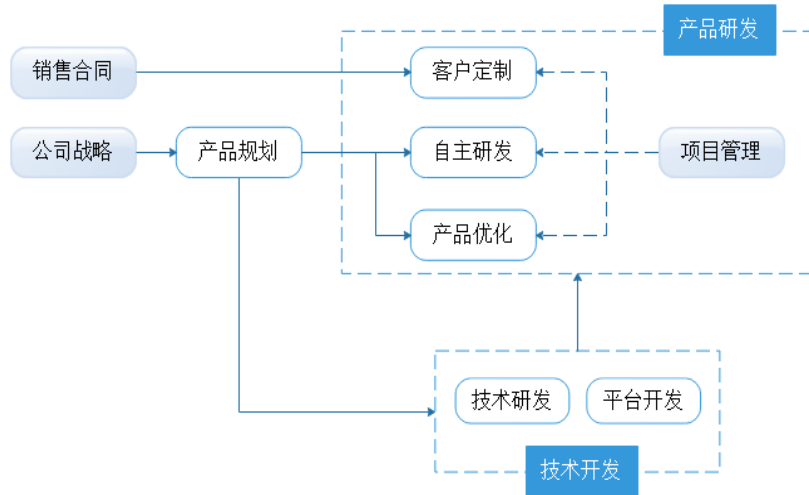 产品研发
销售合同
客户定制
公司战略
产品规划
自主研发
项目管理
产品优化
技术研发
平台开发
技术开发